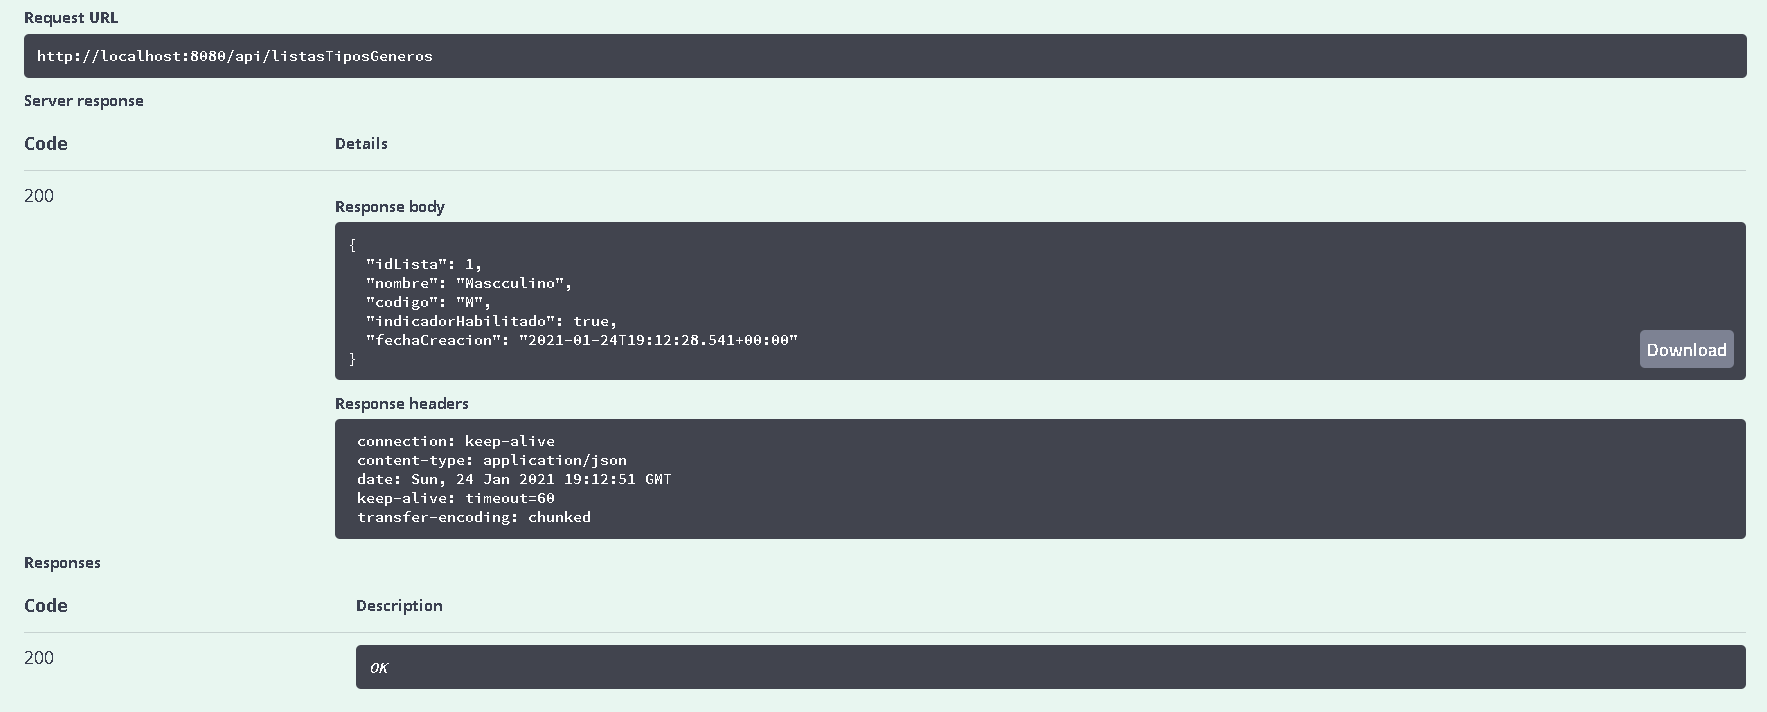 Request URL
http://localhost:8080/api/listasTiposGeneros
Server response
Code Details
200
Response body
{
"idLista": 1,
"nombre": "Mascculino",
"codigo": "M",
"indicadorHabilitado": true,
"fechaCreacion": "2021-01-24T19:12:28.541+00:00"
}
Download
Response headers
connection: keep-alive
content-type: application/json
date: Sun, 24 Jan 2021 19:12:51 GMT
keep-alive: timeout=60
transfer-encoding: chunked
Responses
Code Description
200 OK